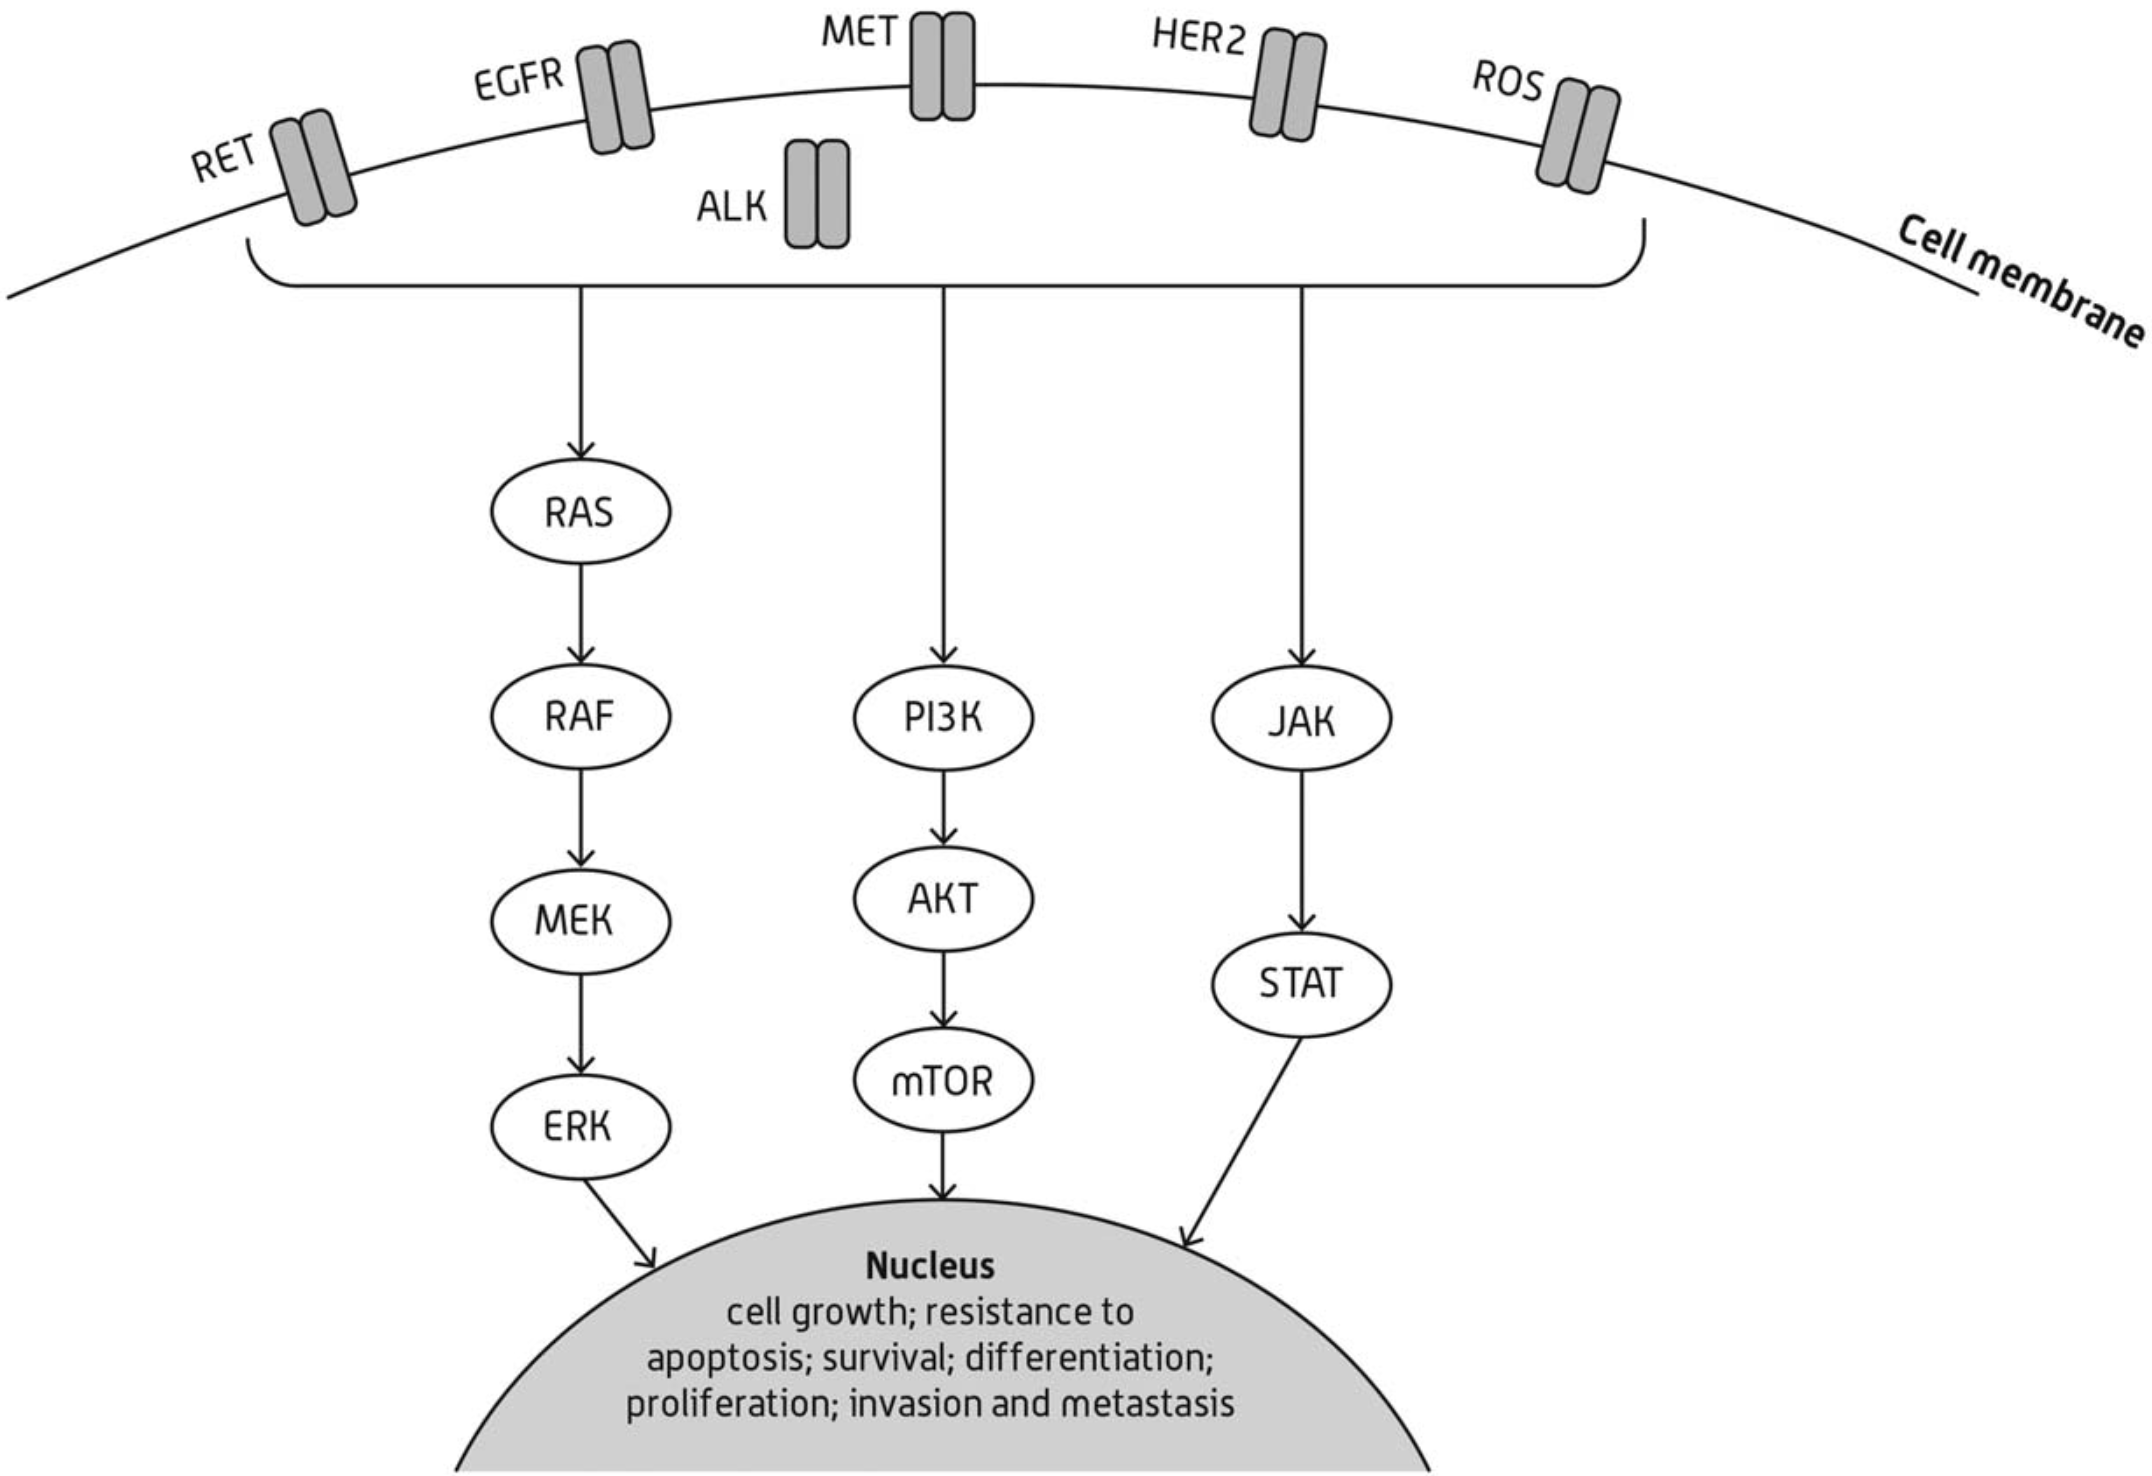 MET
HER2
EGFR
ROS
RET
ALK
Cell membrane
RAS
RAF
PI3K
JAK
MEK
AKT
STAT
mTOR
ERK
Nucleus
cell growth; resistance to
apoptosis; survival; differentiation;
proliferation; invasion and metastasis